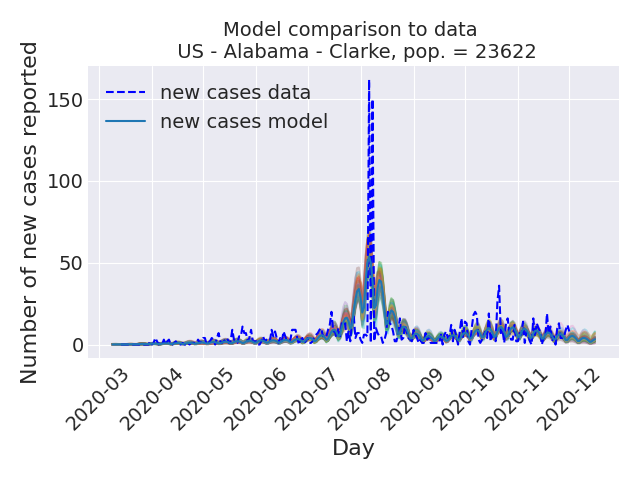 Model comparison to data
US - Alabama - Clarke, pop. = 23622
Number of new cases reported
150
100
50
0
new cases data
new cases model
2020-03
2020-04
2020-05
2020-06
2020-07
2020-08
2020-09
2020-10
2020-11
2020-12
Day